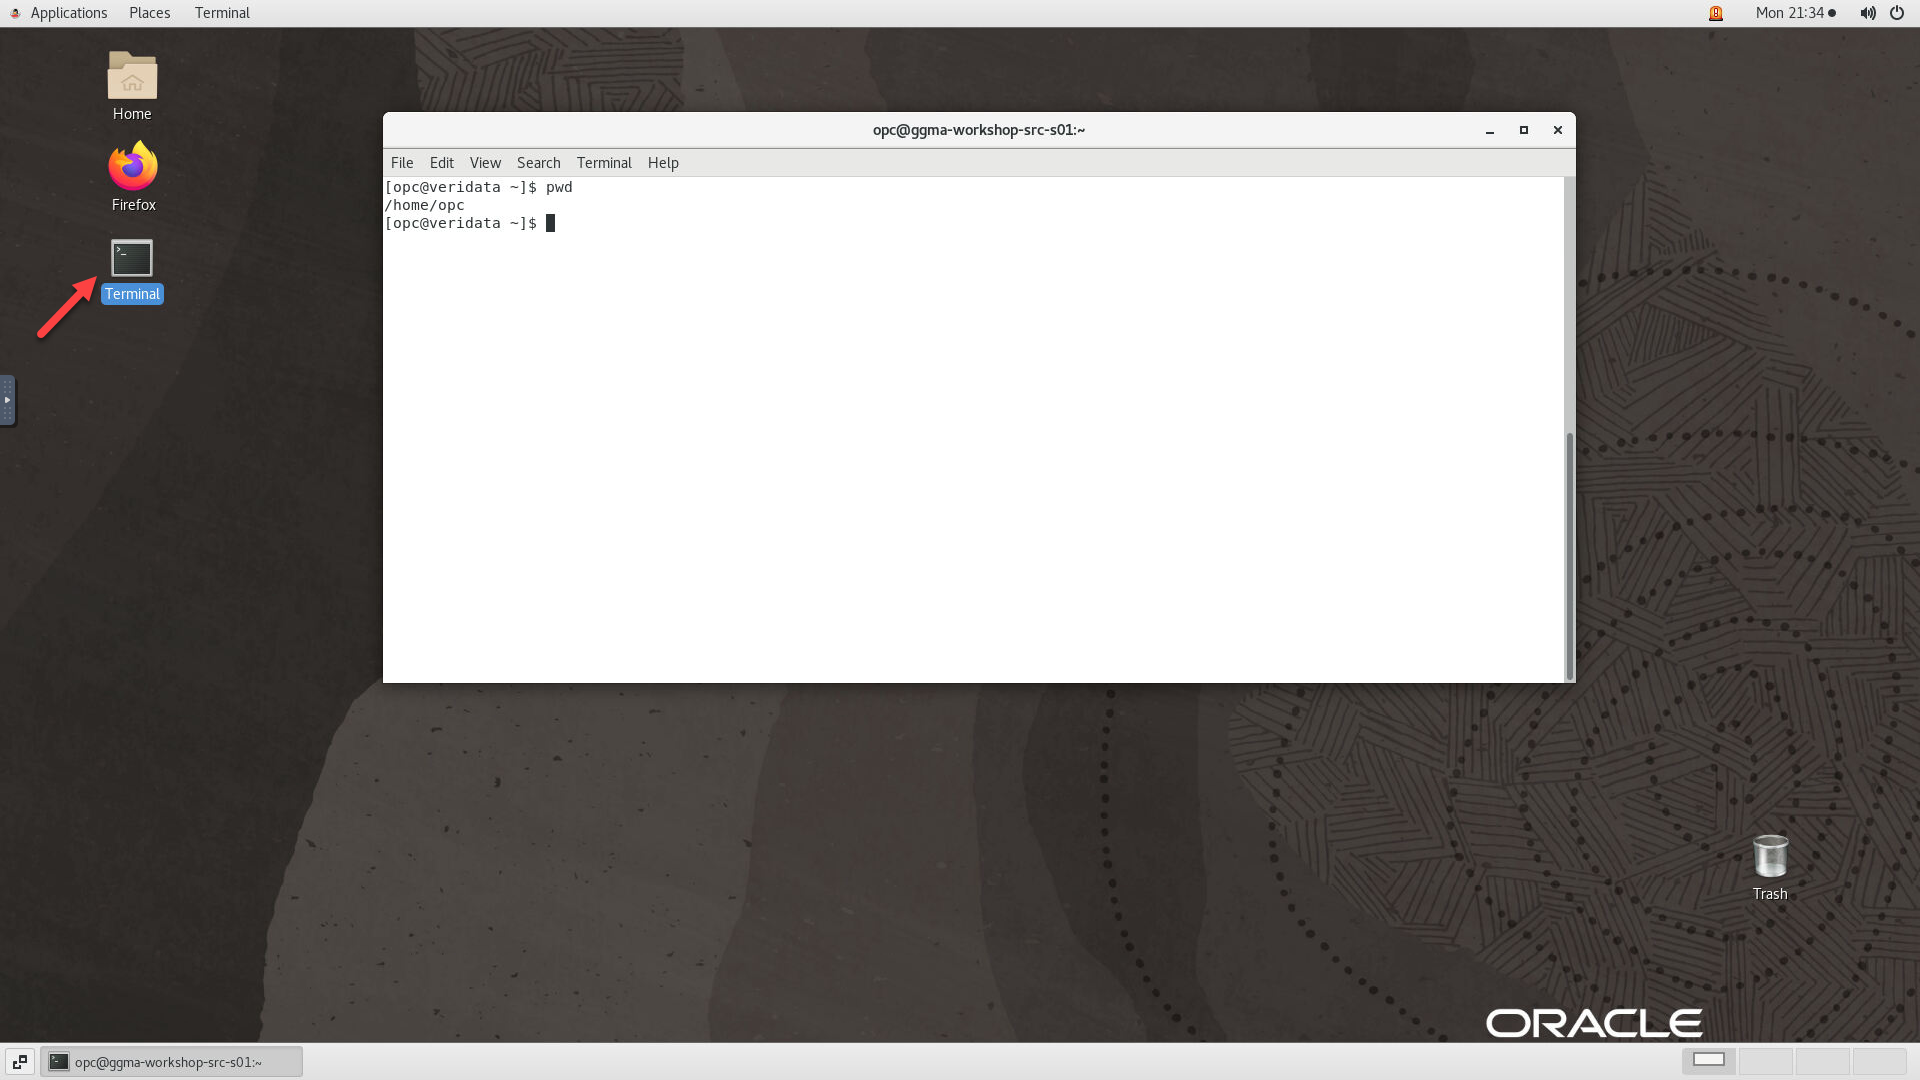 Applications Places Terminal
Mon 21:34
Home
Firefox
Terminal
opc@ggma-workshop-src-s01:~
File Edit View Search Terminal Help
[opc@veridata ~]$ pwd
/home/opc
[opc@veridata ~]$
Trash
ORACLE
opc@ggma-workshop-src-s01:~